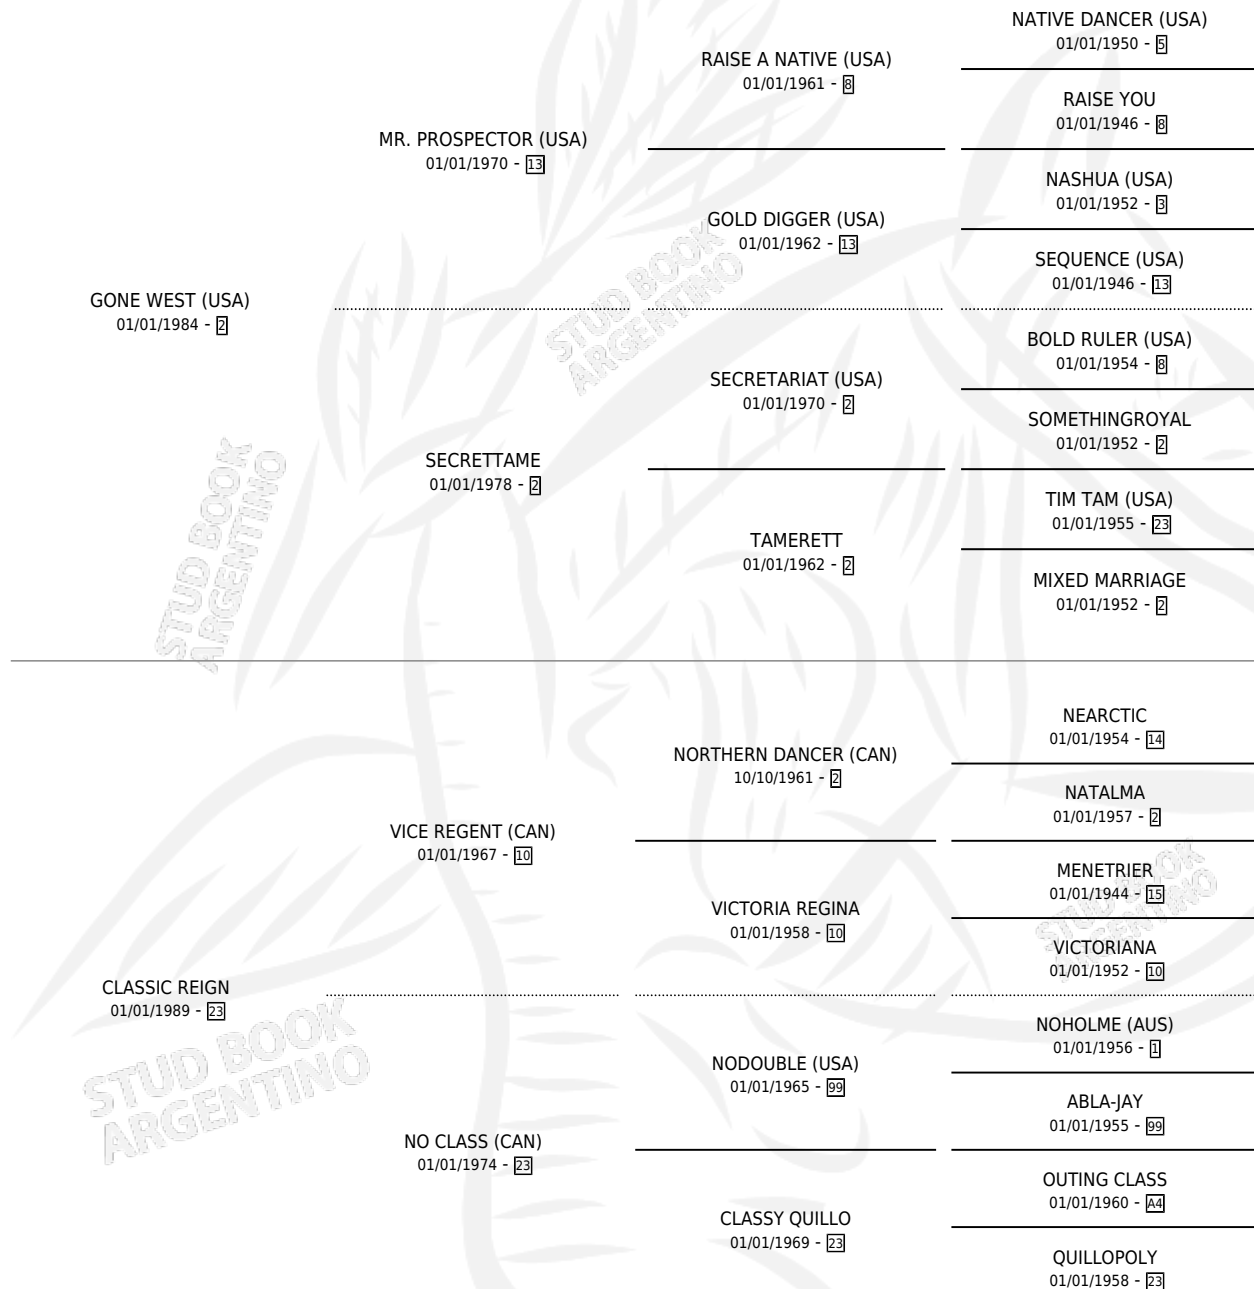 NATIVE DANCER (USA)
01/01/1950 - 5
RAISE A NATIVE (USA)
01/01/1961 - 8
RAISE YOU
01/01/1946 - 8
MR. PROSPECTOR (USA)
01/01/1970 - 13
NASHUA (USA)
01/01/1952 - 3
GOLD DIGGER (USA)
01/01/1962 - 13
SEQUENCE (USA)
01/01/1946 - 13
GONE WEST (USA)
01/01/1984 - 2
STUD BOOK
ARGENTINO
BOLD RULER (USA)
01/01/1954 - 8
SECRETARIAT (USA)
01/01/1970 - 2
SOMETHINGROYAL
01/01/1952 - 2
SECRETTAME
01/01/1978 - 2
TIM TAM (USA)
01/01/1955 - 23
TAMERETT
01/01/1962 - 2
MIXED MARRIAGE
01/01/1952 - 2
STUD BOOK
ARGENTINO
NEARCTIC
01/01/1954 - 14
NORTHERN DANCER (CAN)
10/10/1961 - 2
NATALMA
01/01/1957 - 2
VICE REGENT (CAN)
01/01/1967 - 10
MENETRIER
01/01/1944 - 15
VICTORIA REGINA
01/01/1958 - 10
STUD BOOK
ARGENTINO
VICTORIANA
01/01/1952 - 10
CLASSIC REIGN
01/01/1989 - 23
NOHOLME (AUS)
01/01/1956 - 1
STUD BOOK
ARGENTINO
NODOUBLE (USA)
01/01/1965 - 99
ABLA-JAY
01/01/1955 - 99
NO CLASS (CAN)
01/01/1974 - 23
OUTING CLASS
01/01/1960 - A4
CLASSY QUILLO
01/01/1969 - 23
QUILLOPOLY
01/01/1958 - 23